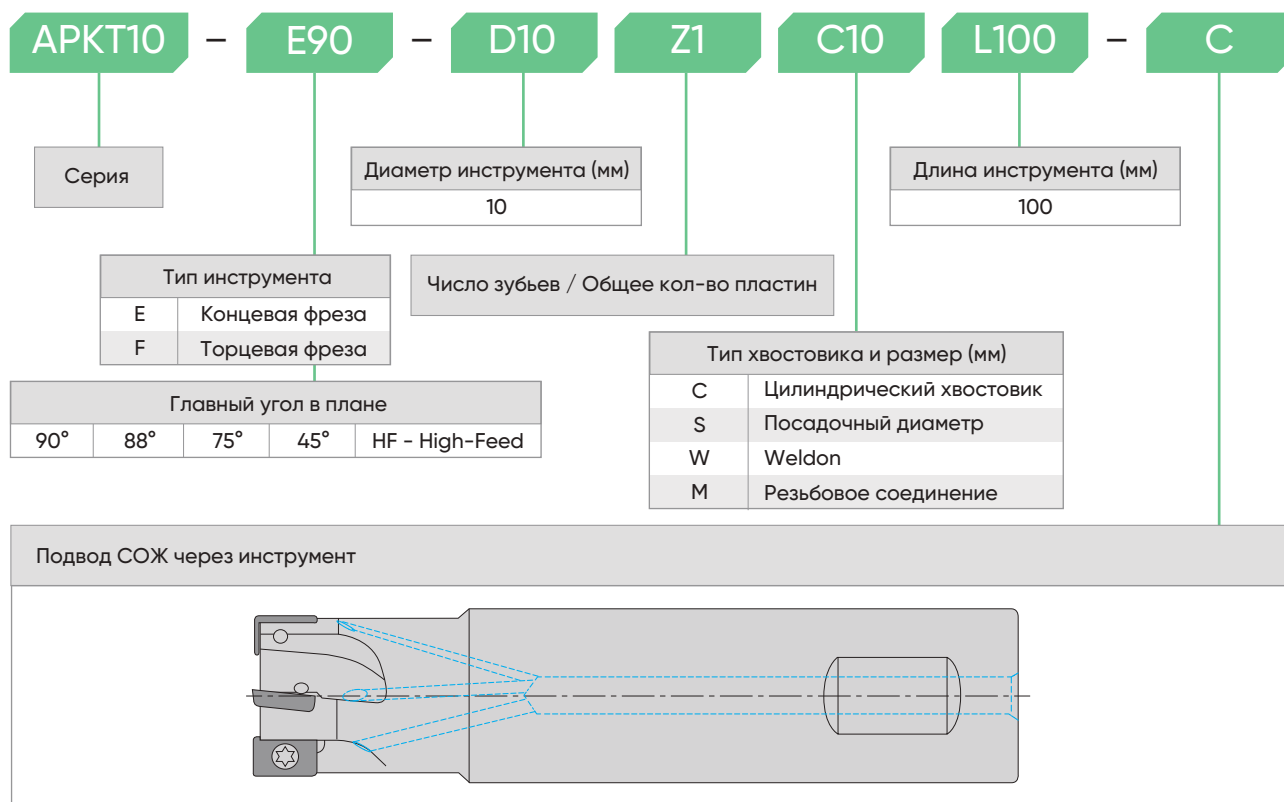 APKT10 – E90 – D10 Z1 C10 L100 – C
Серия
Диаметр инструмента (мм)
10
Длина инструмента (мм)
100
Тип инструмента
E Концевая фреза
F Торцевая фреза
Число зубьев / Общее кол-во пластин
Главный угол в плане
90° 88° 75° 45° HF - High-Feed
Тип хвостовика и размер (мм)
C Цилиндрический хвостовик
S Посадочный диаметр
W Weldon
M Резьбовое соединение
Подвод СОЖ через инструмент